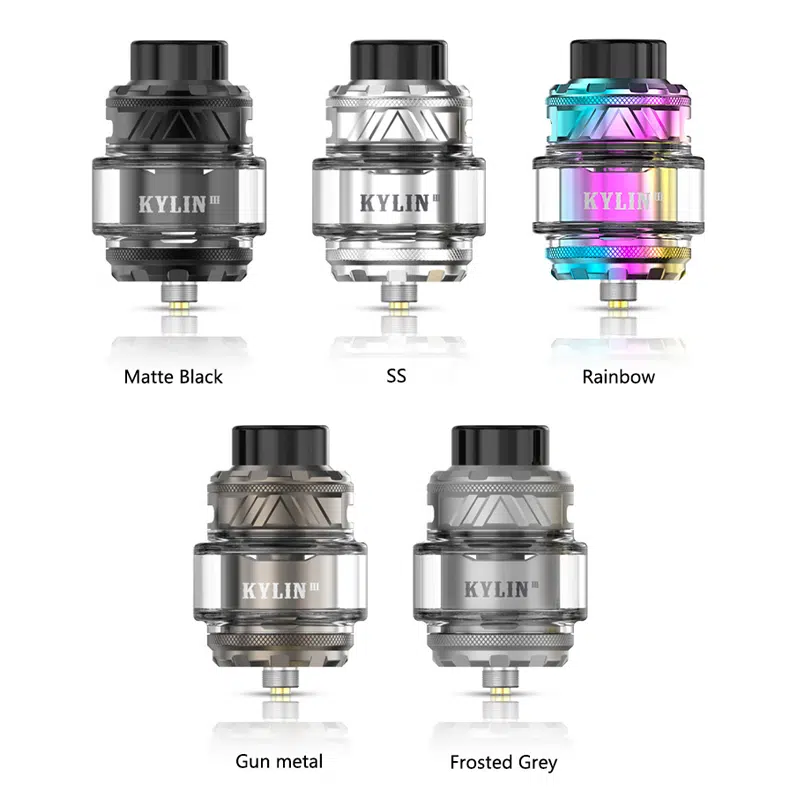 KYLIN III
KYLIN III
KYLIN III
Matte Black
SS
Rainbow
KYLIN III
KYLIN III
Gun metal
Frosted Grey